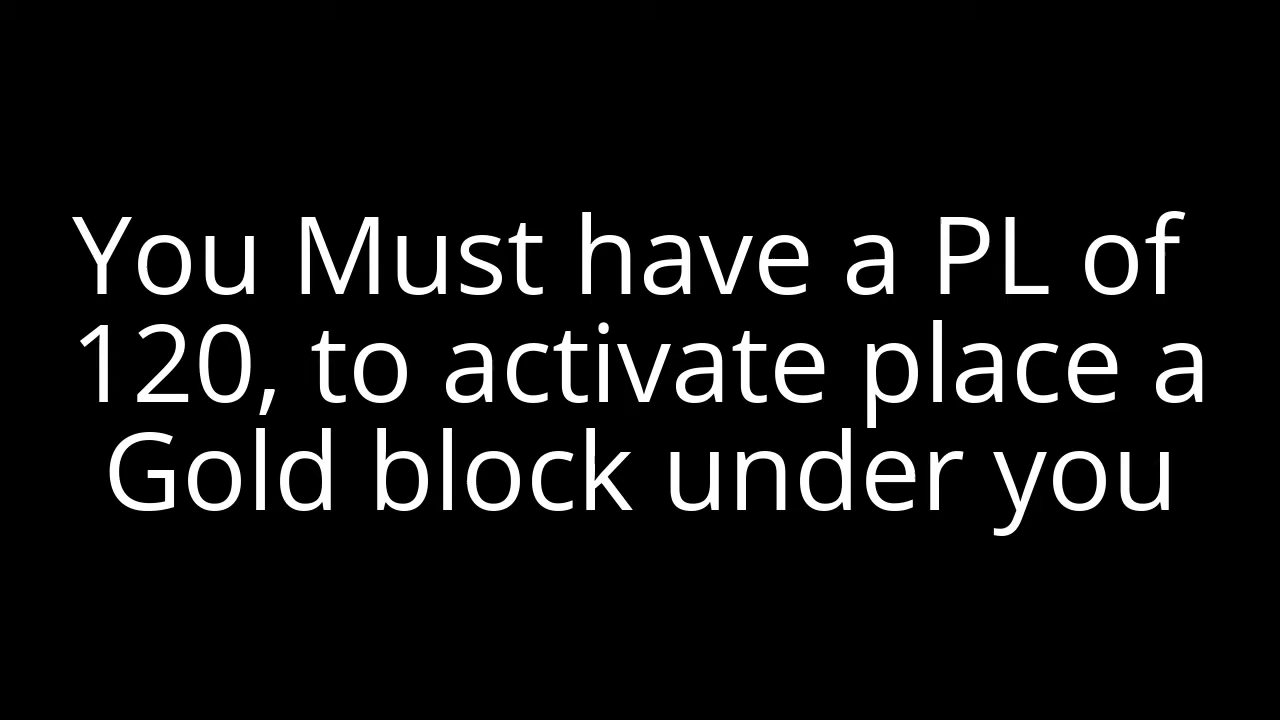 You Must have a PL of
120, to activate place a
Gold block under you